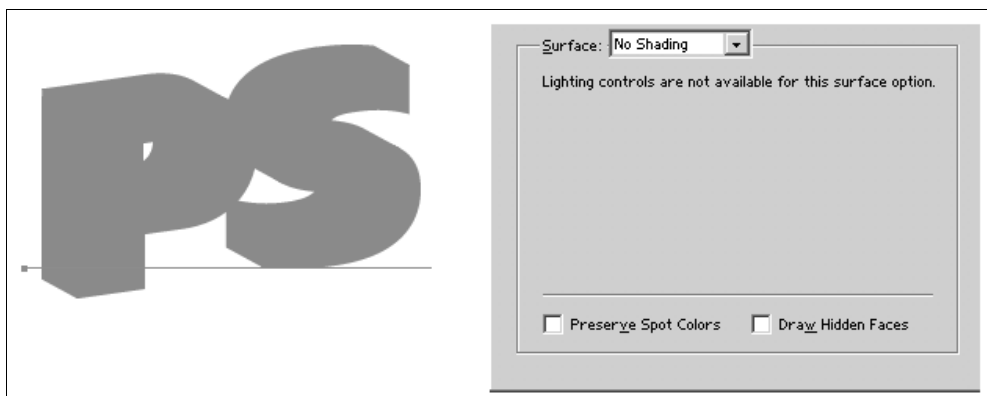 PS
Surface: No Shading
Lighting controls are not available for this surface option.
Preserve Spot Colors Draw Hidden Faces